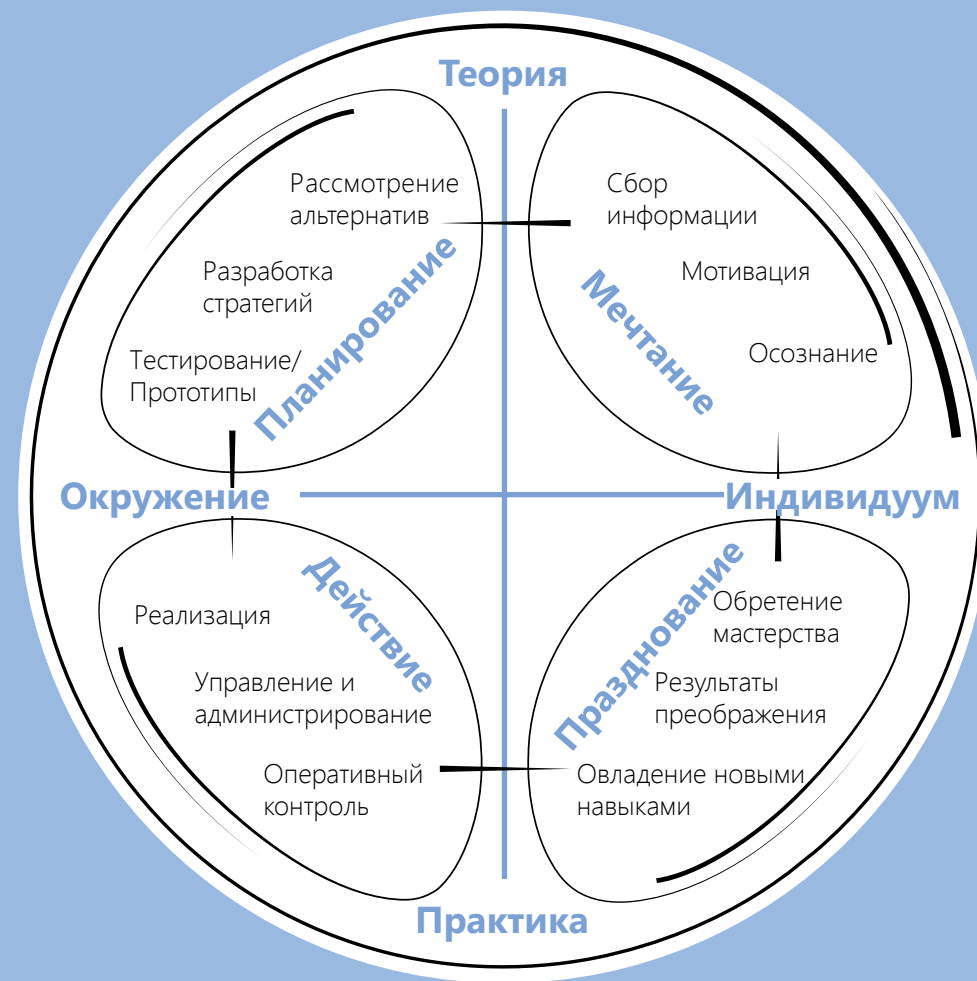 Теория
Рассмотрение
альтернатив
Разработка
стратегий
Тестирование/
Прототипы
Планирование
Сбор
информации
Мотивация
Осознание
Мечтание
Окружение
Индивидуум
Действие
Реализация
Управление и
администрирование
Оперативный
контроль
Празднование
Обретение
мастерства
Результаты
преображения
Овладение новыми
навыками
Практика